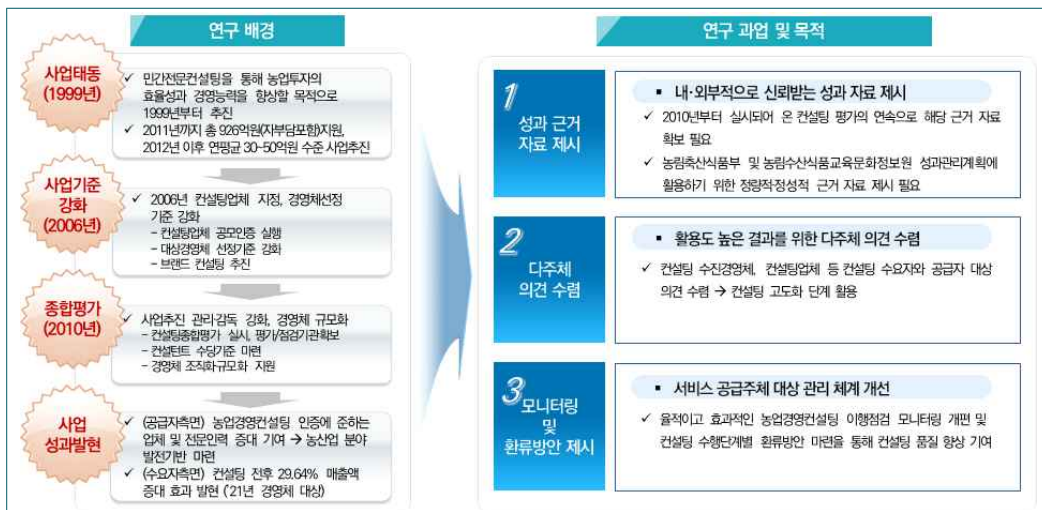 연구 배경
사업태동
(1999년)
✓ 민간전문컨설팅을 통해 농업투자의
효율성과 경영능력을 향상할 목적으로
1999년부터 추진
✓ 2011년까지 총 926억원(자부담포함)지원,
2012년 이후 연평균 30-50억원 수준 사업추진
사업기준
강화
(2006년)
✓ 2006년 컨설팅업체 지정, 경영체선정
기준 강화
- 컨설팅업체 공모인증 실행
- 대상경영체 선정기준 강화
- 브랜드 컨설팅 추진
종합평가
(2010년)
✓ 사업추진 관리·감독 강화, 경영체 규모화
- 컨설팅종합평가 실시, 평가/점검기관확보
- 컨설턴트 수당기준 마련
- 경영체 조직화·규모화 지원
사업
성과발현
✓ (공급자측면) 농업경영컨설팅 인증에 준하는
업체 및 전문인력 증대 기여 → 농산업 분야
발전기반 마련
✓ (수요자측면) 컨설팅 전후 29.64% 매출액
증대 효과 발현 ('21년 경영체 대상)
연구 과업 및 목적
1
성과 근거
자료 제시
▪ 내·외부적으로 신뢰받는 성과 자료 제시
✓ 2010년부터 실시되어 온 컨설팅 평가의 연속으로 해당 근거 자료
확보 필요
✓ 농림축산식품부 및 농림수산식품교육문화정보원 성과관리계획에
활용하기 위한 정량적정성적 근거 자료 제시 필요
2
다주체
의견 수렴
▪ 활용도 높은 결과를 위한 다주체 의견 수렴
✓ 컨설팅 수진경영체, 컨설팅업체 등 컨설팅 수요자와 공급자 대상
의견 수렴 → 컨설팅 고도화 단계 활용
3
모니터링
및
환류방안 제시
▪ 서비스 공급주체 대상 관리 체계 개선
✓ 율적이고 효과적인 농업경영컨설팅 이행점검 모니터링 개편 및
컨설팅 수행단계별 환류방안 마련을 통해 컨설팅 품질 향상 기여